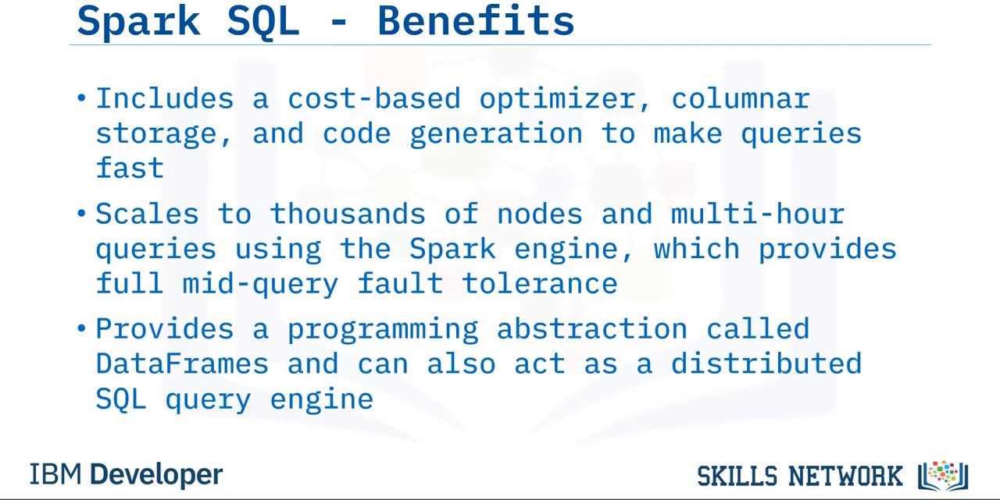 Spark SQL - Benefits
• Includes a cost-based optimizer, columnar
storage, and code generation to make queries
fast
• Scales to thousands of nodes and multi-hour
queries using the Spark engine, which provides
full mid-query fault tolerance
• Provides a programming abstraction called
DataFrames and can also act as a distributed
SQL query engine
IBM Developer
SKILLS NETWORK